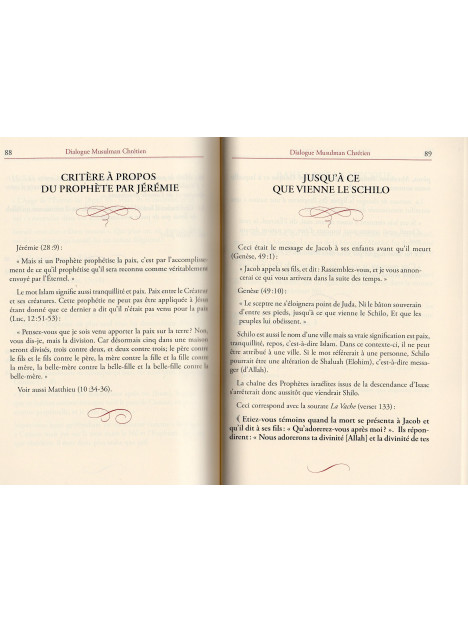 88
Dialogue Musulman Chrétien
CRITÈRE À PROPOS
DU PROPHÈTE PAR JÉRÉMIE
Jérémie (28:9) :
« Mais si un Prophète prophétise la paix, c'est par l'accomplisse-
ment de ce qu'il prophétise qu'il sera reconnu comme véritablement
envoyé par l'Éternel. »
Le mot Islam signifie aussi tranquillité et paix. Paix entre le Créateur
et ses créatures. Cette prophétie ne peut pas être appliquée à Jésus
étant donné que ce dernier a dit qu'il n'était pas venu pour la paix
(Luc, 12:51-53) :
« Pensez-vous que je sois venu apporter la paix sur la terre? Non,
vous dis-je, mais la division. Car désormais cinq dans une maison
seront divisés, trois contre deux, et deux contre trois, le père contre
le fils et le fils contre le père, la mère contre la fille et la fille contre
la mère, la belle-mère contre la belle-fille et la belle-fille contre la
belle-mère. »
Voir aussi Matthieu (10:34-36).
Dialogue Musulman Chrétien
89
JUSQU'À CE
QUE VIENNE LE SCHILO
Ceci était le message de Jacob à ses enfants avant qu'il meurt
(Genèse, 49:1) :
« Jacob appela ses fils, et dit : Rassemblez-vous, et je vous annon-
cerai ce qui vous arrivera dans la suite des temps. »
Genèse (49:10) :
« Le sceptre ne s'éloignera point de Juda, Ni le bâton souverain
d'entre ses pieds, jusqu'à ce que vienne le Schilo, Et que les
peuples lui obéissent. »
Schilo est aussi le nom d'une ville mais sa vraie signification est paix,
tranquillité, repos, c'est-à-dire Islam. Dans ce contexte-ci, il ne peut
être attribué à une ville. Si le mot référerait à une personne, Schilo
pourrait être une altération de Shaluah (Elohim), c'est-à-dire messa-
ger (d'Allah).
La chaîne des Prophètes israélites issus de la descendance d'Isaac
s'arrêterait donc aussitôt que viendrait Shilo.
Ceci correspond avec la sourate La Vache (verset 133) :
⟪ Etiez-vous témoins quand la mort se présenta à Jacob et
qu'il dit à ses fils : « Qu'adorerez-vous après moi? ». Ils répon-
dirent : « Nous adorerons ta divinité [Allah] et la divinité de tes